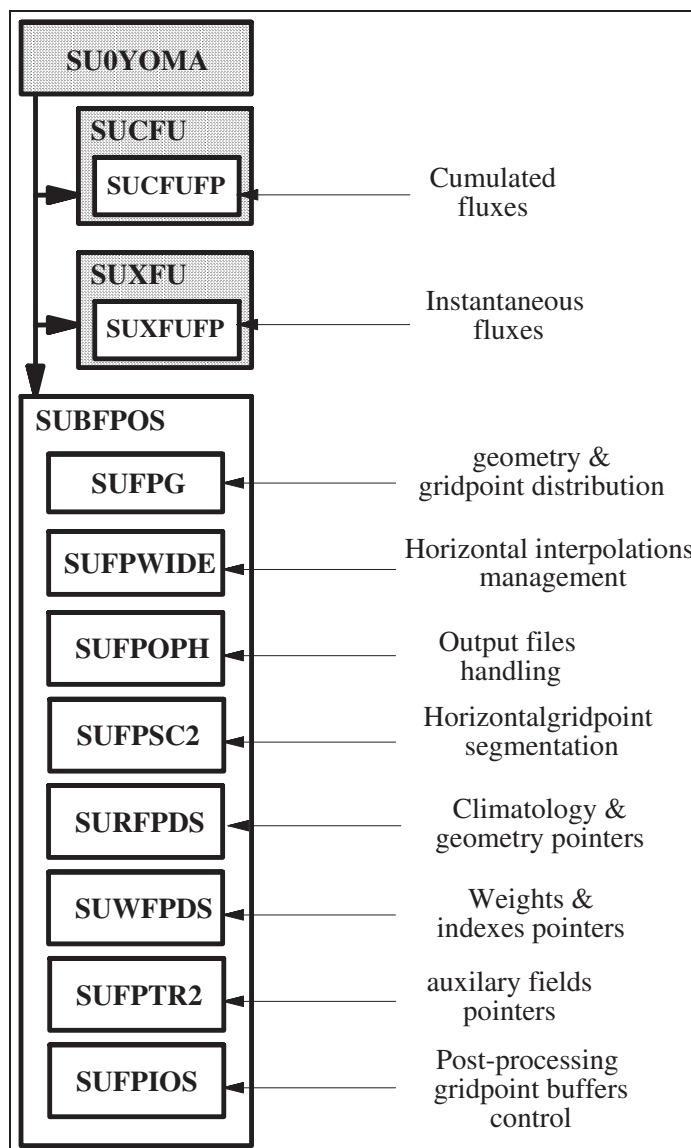 SU0YOMA
SUCFU
SUCFUFP
Cumulated
fluxes
SUXFU
SUXFUFP
Instantaneous
fluxes
SUBFPOS
SUFPG
geometry &
gridpoint distribution
SUFPWIDE
Horizontal interpolations
management
SUFPOPH
Output files
handling
SUFPSC2
Horizontalgridpoint
segmentation
SURFPDS
Climatology &
geometry pointers
SUWFPDS
Weights &
indexes pointers
SUFPTR2
auxilary fields
pointers
SUFPIOS
Post-processing
gridpoint buffers
control